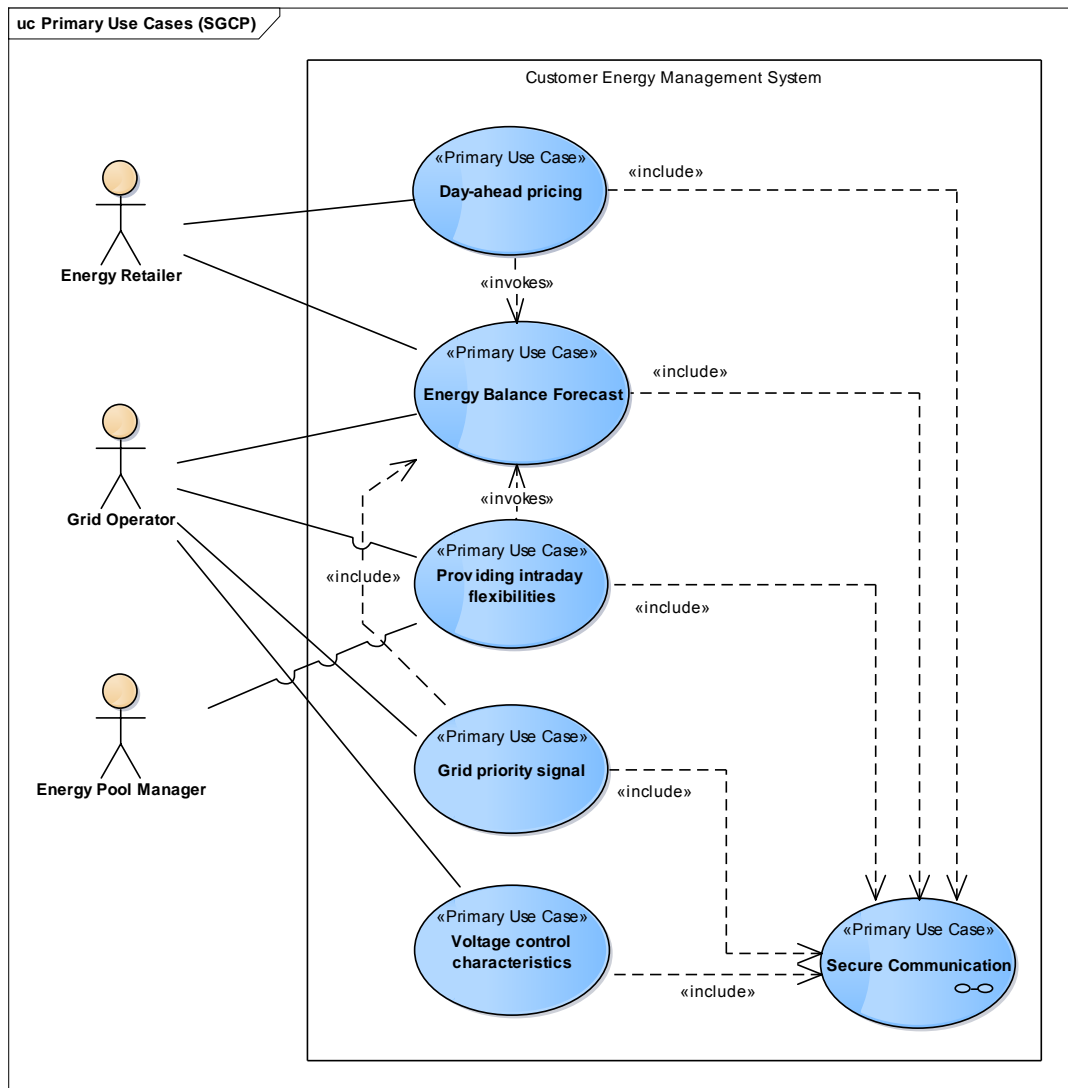 uc Primary Use Cases (SGCP)
Customer Energy Management System
«Primary Use Case»
Day-ahead pricing
«include»
Energy Retailer
«invokes»
«Primary Use Case»
Energy Balance Forecast
«include»
Grid Operator
«invokes»
«Primary Use Case»
Providing intraday
flexibilities
«include»
«include»
Energy Pool Manager
«Primary Use Case»
Grid priority signal
«include»
«Primary Use Case»
Voltage control
characteristics
«include»
«Primary Use Case»
Secure Communication